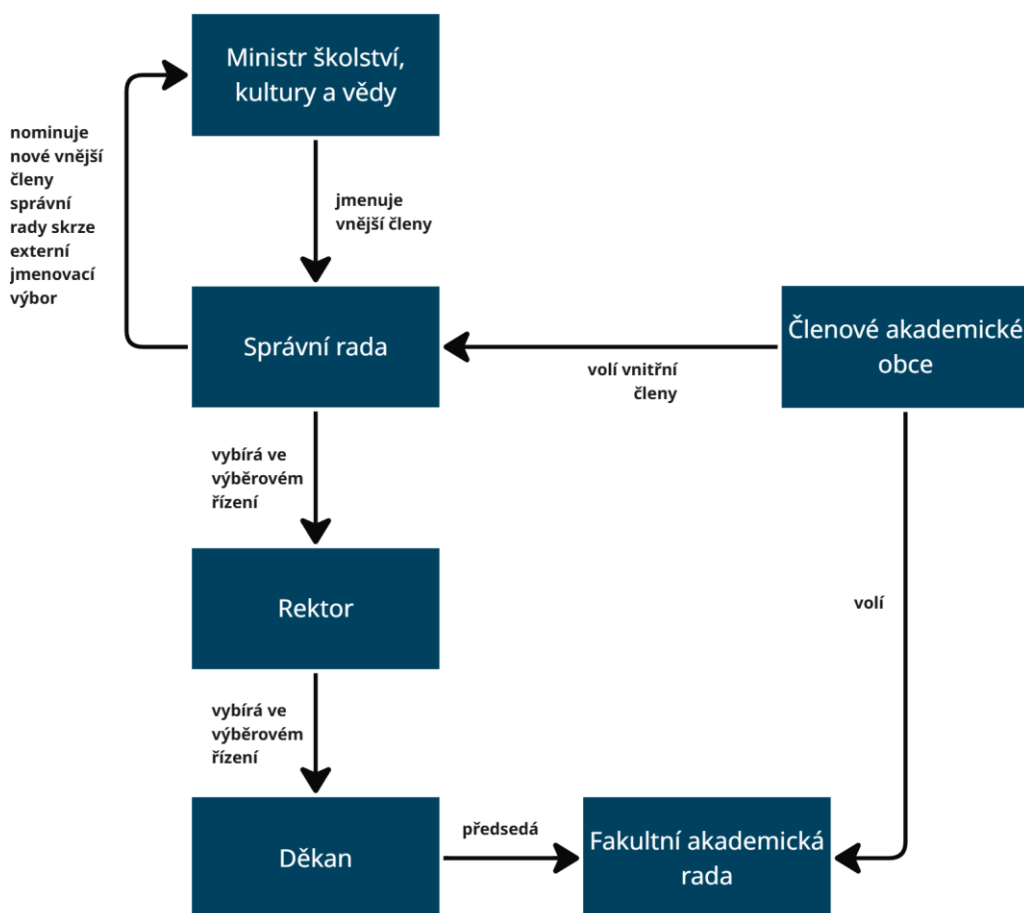 Ministr školství,
kultury a vědy
nominuje
nové vnější
členy
správní
rady skrze
externí
jmenovací
výbor
jmenuje
vnější členy
Správní rada
Členové akademické
obce
volí vnitřní
členy
vybírá ve
výběrovém
řízení
Rektor
volí
vybírá ve
výběrovém
řízení
Děkan
předsedá
Fakultní akademická
rada